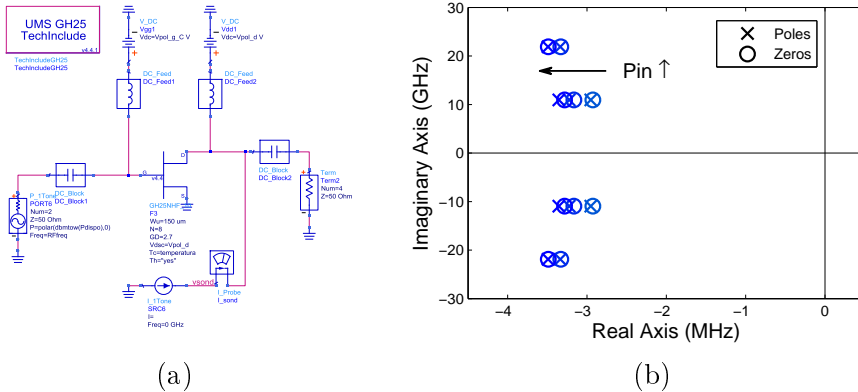 UMS GH25
TechInclude
v4.4.1
TechIncludeGH25
TechIncludeGH25
V_DC
Vgg1
Vdc=Vpol_g_C V
V_DC
Vdd1
Vdc=Vpol_d V
DC_Feed
DC_Feed1
DC_Feed
DC_Feed2
DC_Block
DC_Block1
DC_Block
DC_Block2
G
D
S
v4.4
P_1Tone
PORT6
Num=2
Z=50 Ohm
P=polar(dbmtow(Pdispo),0)
Freq=RFfreq
F3
Wu=150 um
N=8
GD=2.7
Vdsc=Vpol_d
Tc=temperatura
Th="yes"
Term
Term2
Num=4
Z=50 Ohm
vsond
I_Probe
I_sond
I_1Tone
SRC6
I=
Freq=0 GHz
(a)
Imaginary Axis (GHz)
30
20
10
0
−10
−20
−30
Poles
Zeros
Pin ↑
−4
−3
−2
−1
0
Real Axis (MHz)
(b)